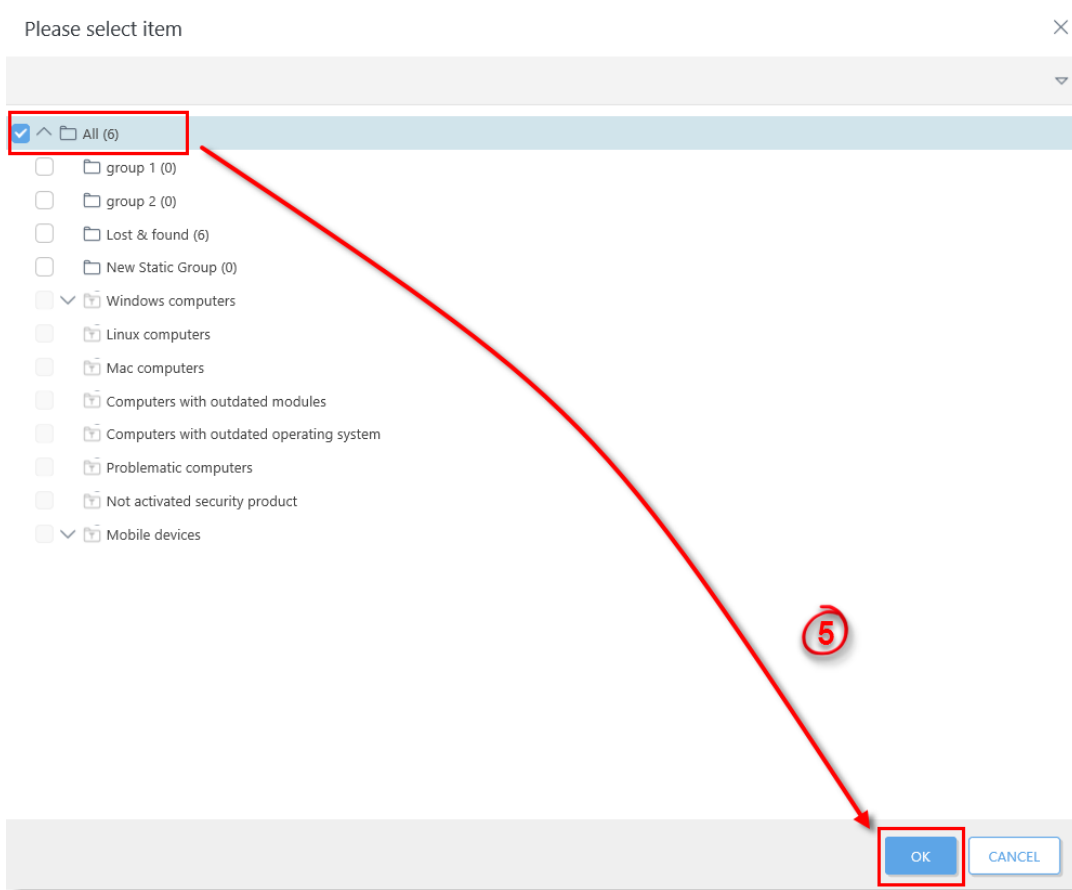 Please select item
All (6)
group 1 (0)
group 2 (0)
Lost & found (6)
New Static Group (0)
Windows computers
Linux computers
Mac computers
Computers with outdated modules
Computers with outdated operating system
Problematic computers
Not activated security product
Mobile devices
5
OK CANCEL